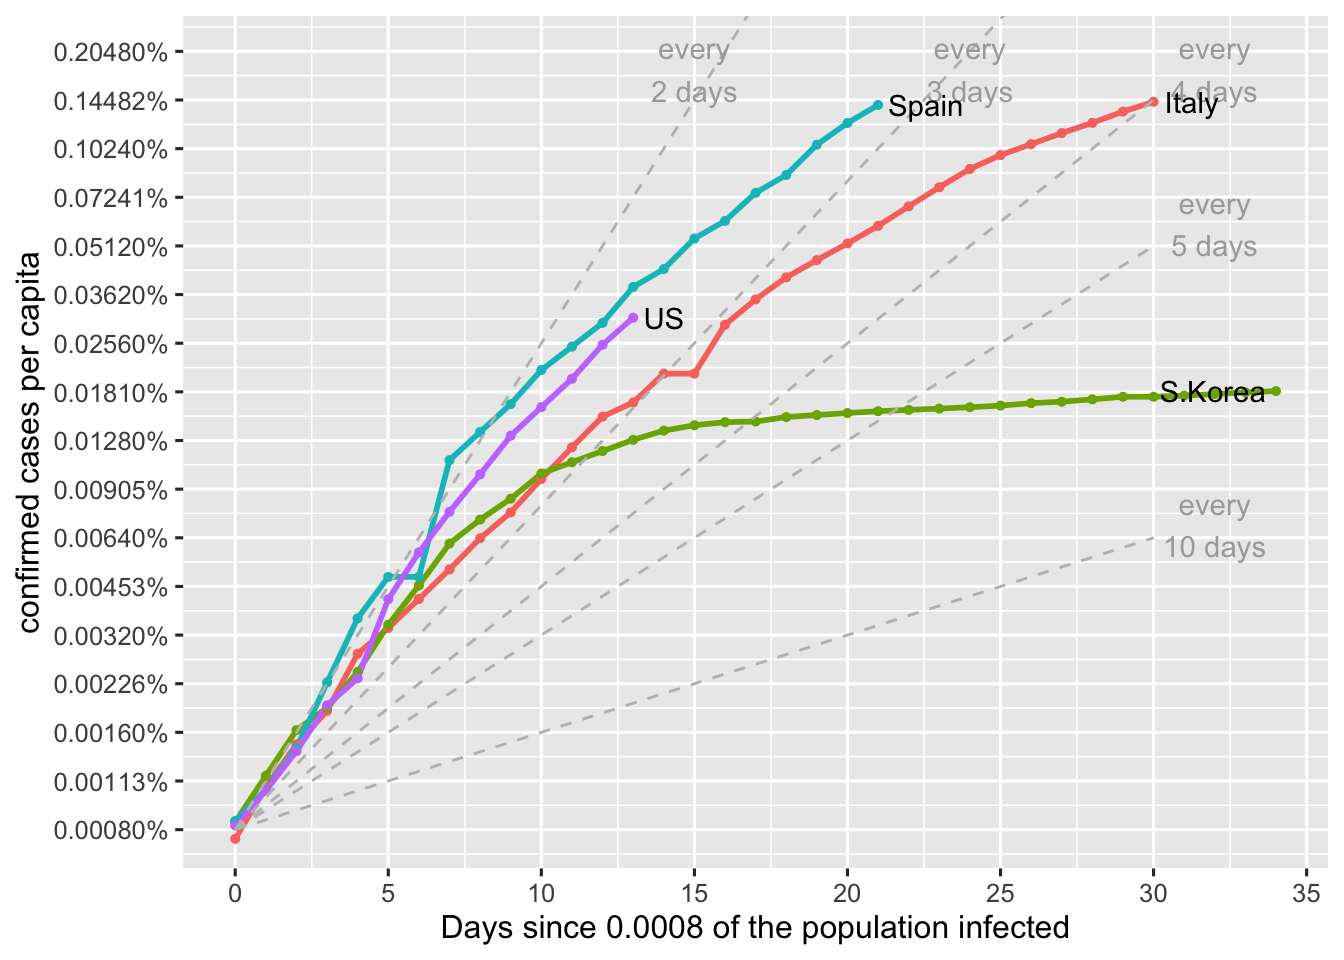 confirmed cases per capita
0.20480%
0.14482%
0.10240%
0.07241%
0.05120%
0.03620%
0.02560%
0.01810%
0.01280%
0.00905%
0.00640%
0.00453%
0.00320%
0.00226%
0.00160%
0.00113%
0.00080%
every
2 days
every
3 days
every
4 days
Spain
Italy
every
5 days
US
S.Korea
every
10 days
0 5 10 15 20 25 30 35
Days since 0.0008 of the population infected